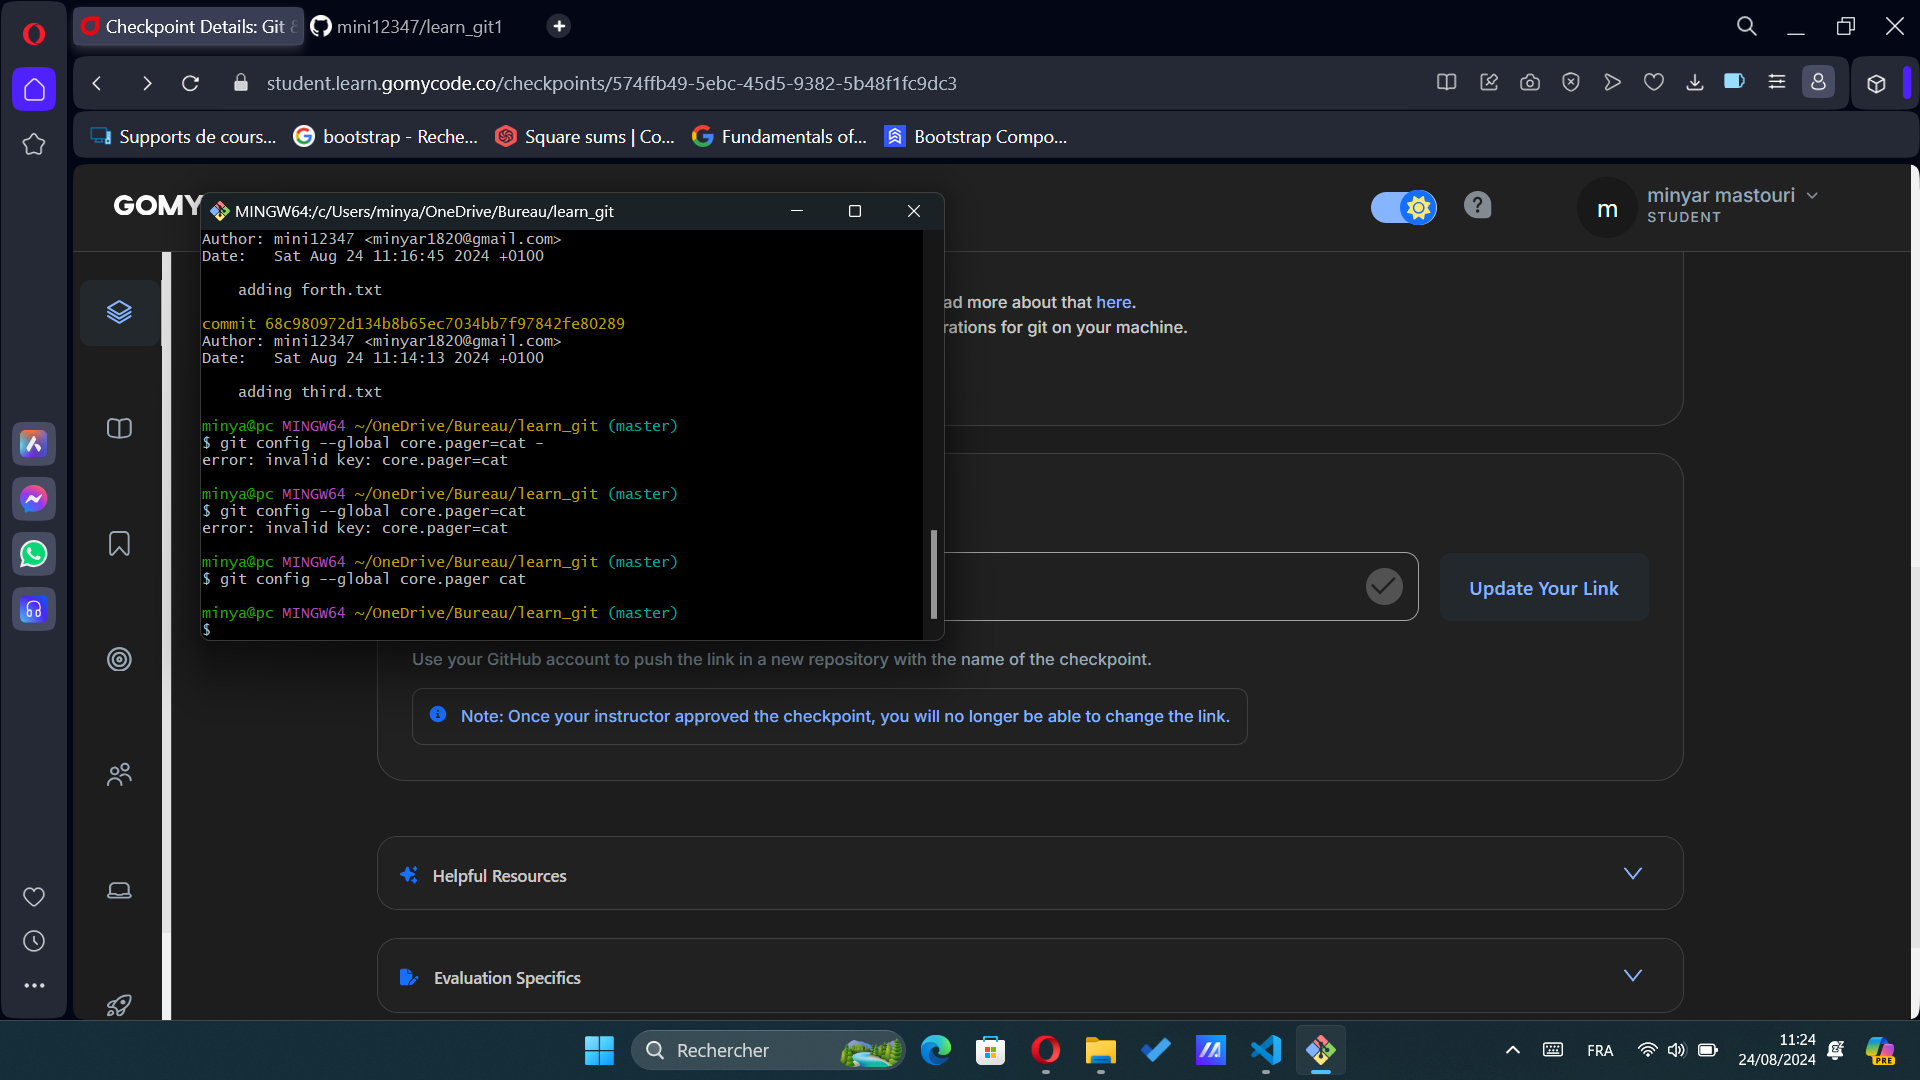 Checkpoint Details: Git &
mini12347/learn_git1
student.learn.gomycode.co/checkpoints/574ffb49-5ebc-45d5-9382-5b48f1fc9dc3
Supports de cours...
bootstrap - Reche...
Square sums | Co...
Fundamentals of...
Bootstrap Compo...
GOMY
minyar mastouri
STUDENT
m
MINGW64:/c/Users/minya/OneDrive/Bureau/learn_git
Author: mini12347 <minyar1820@gmail.com>
Date:   Sat Aug 24 11:16:45 2024 +0100
adding forth.txt
commit 68c980972d134b8b65ec7034bb7f97842fe80289
Author: mini12347 <minyar1820@gmail.com>
Date:   Sat Aug 24 11:14:13 2024 +0100
adding third.txt
minya@pc MINGW64 ~/OneDrive/Bureau/learn_git (master)
$ git config --global core.pager=cat -
error: invalid key: core.pager=cat
minya@pc MINGW64 ~/OneDrive/Bureau/learn_git (master)
$ git config --global core.pager=cat
error: invalid key: core.pager=cat
minya@pc MINGW64 ~/OneDrive/Bureau/learn_git (master)
$ git config --global core.pager cat
minya@pc MINGW64 ~/OneDrive/Bureau/learn_git (master)
$
ad more about that here.
rations for git on your machine.
Update Your Link
Use your GitHub account to push the link in a new repository with the name of the checkpoint.
Note: Once your instructor approved the checkpoint, you will no longer be able to change the link.
Helpful Resources
Evaluation Specifics
Rechercher
FRA
11:24
24/08/2024
PRE